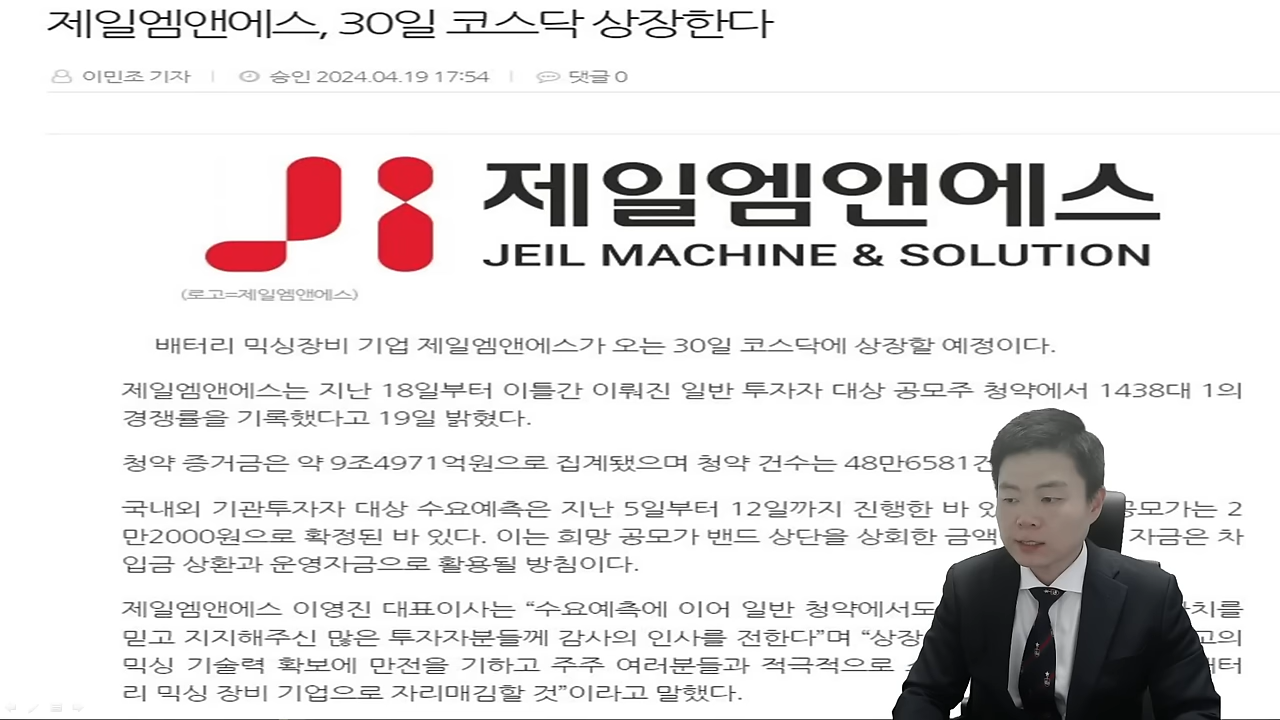 제일엠앤에스, 30일 코스닥 상장한다
이민조 기자 승인 2024.04.19 17:54 댓글 0
제일엠앤에스
JEIL MACHINE & SOLUTION
(로고=제일엠앤에스)
배터리 믹싱장비 기업 제일엠앤에스가 오는 30일 코스닥에 상장할 예정이다.
제일엠앤에스는 지난 18일부터 이틀간 이뤄진 일반 투자자 대상 공모주 청약에서 1438대 1의
경쟁률을 기록했다고 19일 밝혔다.
청약 증거금은 약 9조4971억원으로 집계됐으며 청약 건수는 48만6581건
국내외 기관투자자 대상 수요예측은 지난 5일부터 12일까지 진행한 바 공모가는 2
만2000원으로 확정된 바 있다. 이는 희망 공모가 밴드 상단을 상회한 금액 자금은 차
입금 상환과 운영자금으로 활용될 방침이다.
제일엠앤에스 이영진 대표이사는 “수요예측에 이어 일반 청약에서도
믿고 지지해주신 많은 투자자분들께 감사의 인사를 전한다”며 “상장
믹싱 기술력 확보에 만전을 기하고 주주 여러분들과 적극적으로
리 믹싱 장비 기업으로 자리매김할 것”이라고 말했다.